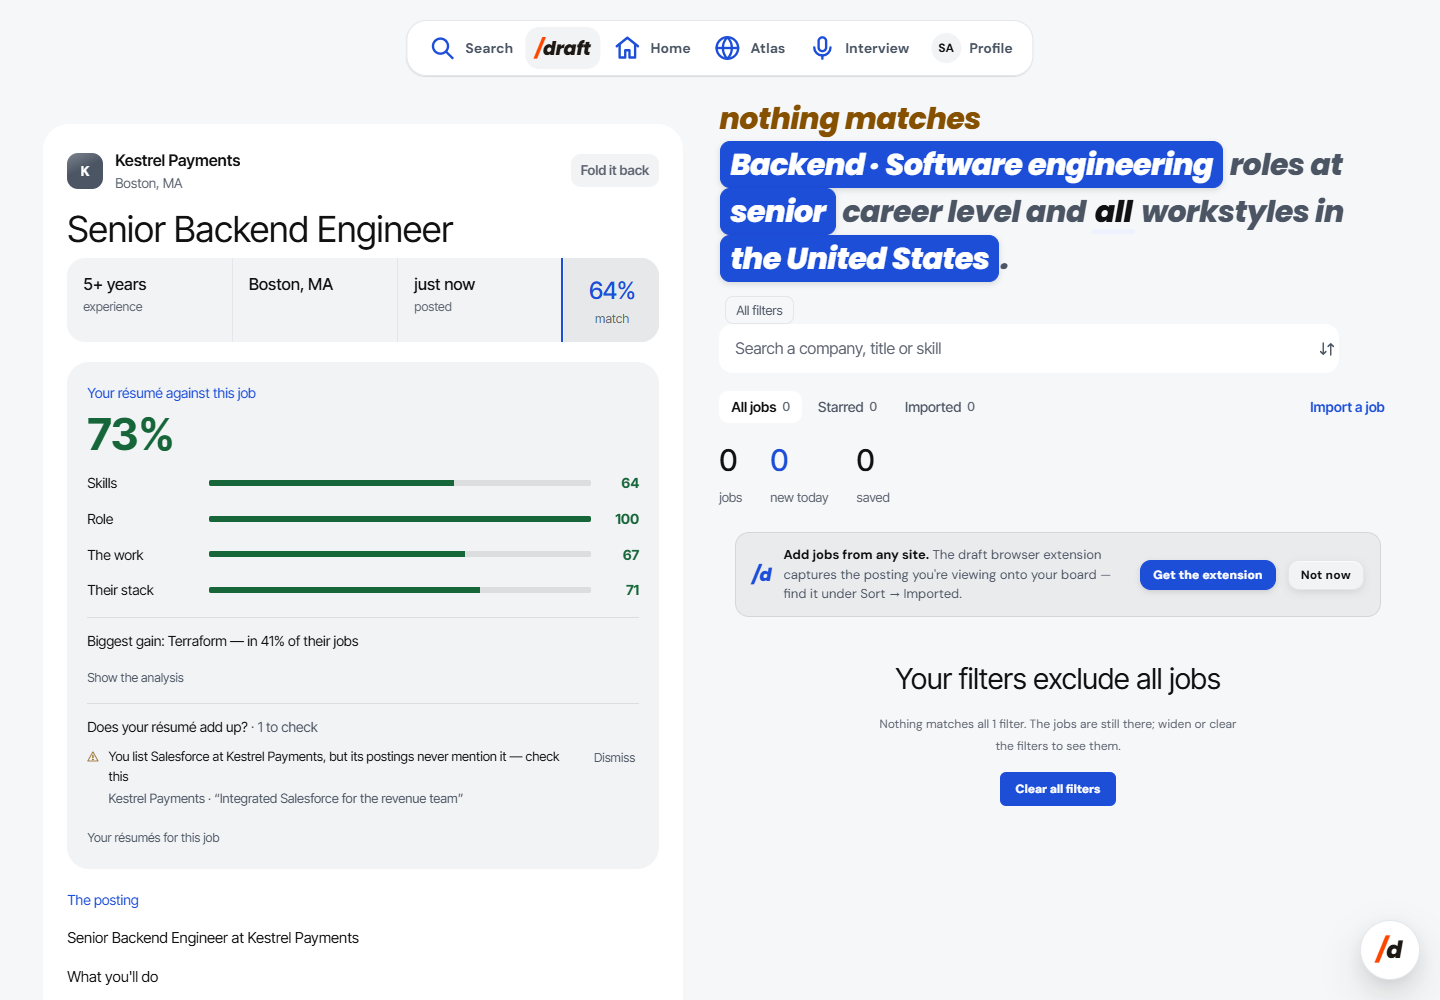 Search
/draft
Home
Atlas
Interview
SA
Profile
K
Kestrel Payments
Boston, MA
Fold it back
Senior Backend Engineer
5+ years
experience
Boston, MA
just now
posted
64%
match
Your résumé against this job
73%
Skills
64
Role
100
The work
67
Their stack
71
Biggest gain: Terraform — in 41% of their jobs
Show the analysis
Does your résumé add up? · 1 to check
You list Salesforce at Kestrel Payments, but its postings never mention it — check
this
Dismiss
Kestrel Payments · “Integrated Salesforce for the revenue team”
Your résumés for this job
The posting
Senior Backend Engineer at Kestrel Payments
What you'll do
nothing matches
Backend · Software engineering roles at
senior career level and all workstyles in
the United States.
All filters
Search a company, title or skill
All jobs 0
Starred 0
Imported 0
Import a job
0
jobs
0
new today
0
saved
/d
Add jobs from any site. The draft browser extension
captures the posting you're viewing onto your board —
find it under Sort → Imported.
Get the extension
Not now
Your filters exclude all jobs
Nothing matches all 1 filter. The jobs are still there; widen or clear
the filters to see them.
Clear all filters
/d